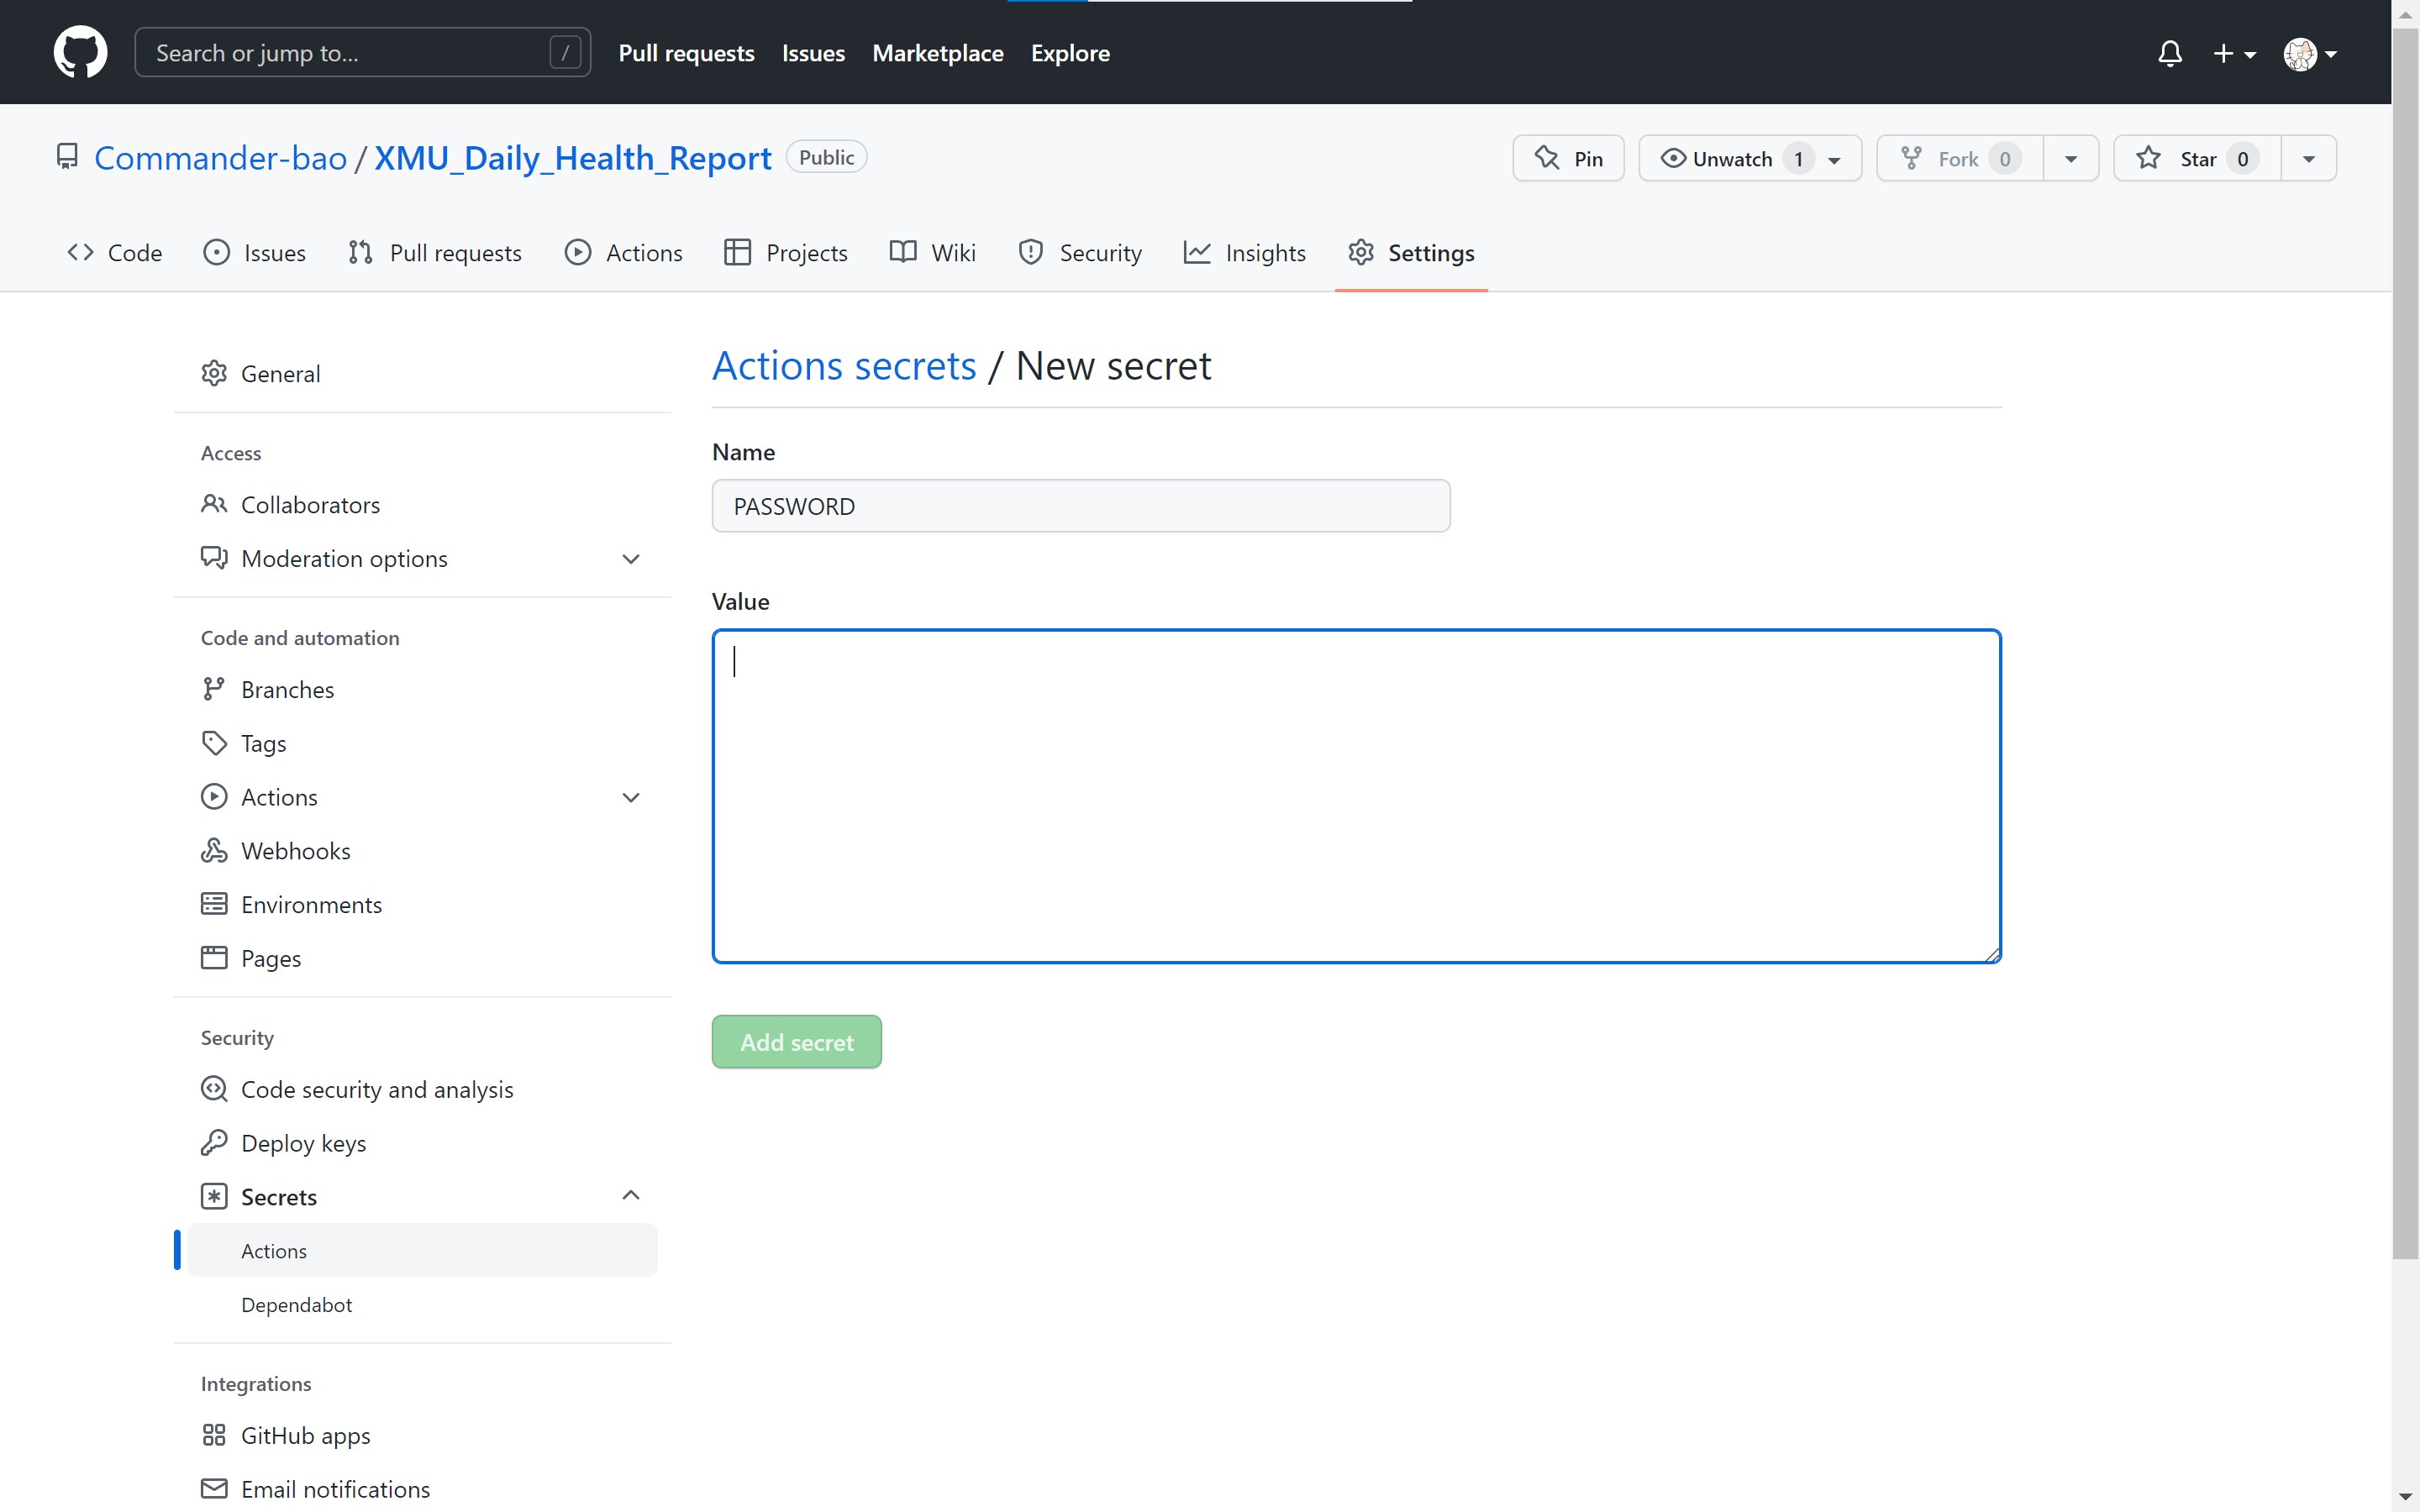 Search or jump to... /
Pull requests Issues Marketplace Explore
Commander-bao / XMU_Daily_Health_Report Public
Pin Unwatch 1 Fork 0 Star 0
Code Issues Pull requests Actions Projects Wiki Security Insights Settings
General
Access
Collaborators
Moderation options
Code and automation
Branches
Tags
Actions
Webhooks
Environments
Pages
Security
Code security and analysis
Deploy keys
Secrets
Actions
Dependabot
Integrations
GitHub apps
Email notifications
Actions secrets / New secret
Name
PASSWORD
Value
Add secret